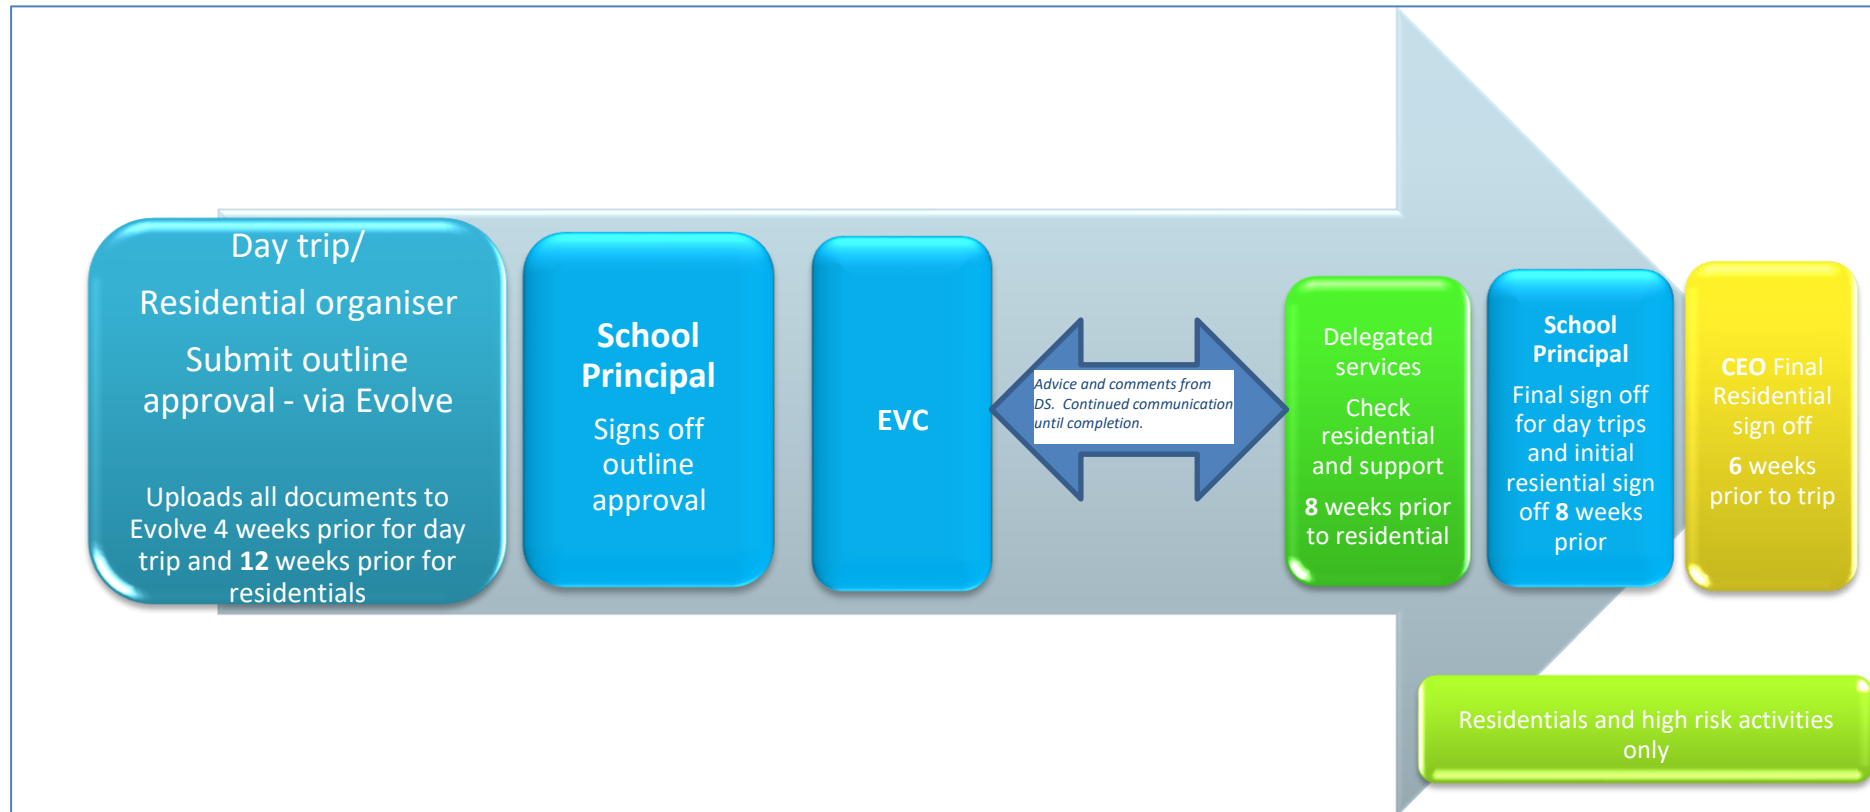 Day trip/
Residential organiser
Submit outline
approval - via Evolve
Uploads all documents to
Evolve 4 weeks prior for day
trip and 12 weeks prior for
residentials
School
Principal
Signs off
outline
approval
EVC
Advice and comments from
DS. Continued communication
until completion.
Delegated
services
Check
residential
and support
8 weeks prior
to residential
School
Principal
Final sign off
for day trips
and initial
resiential sign
off 8 weeks
prior
CEO Final
Residential
sign off
6 weeks
prior to trip
Residentials and high risk activities
only